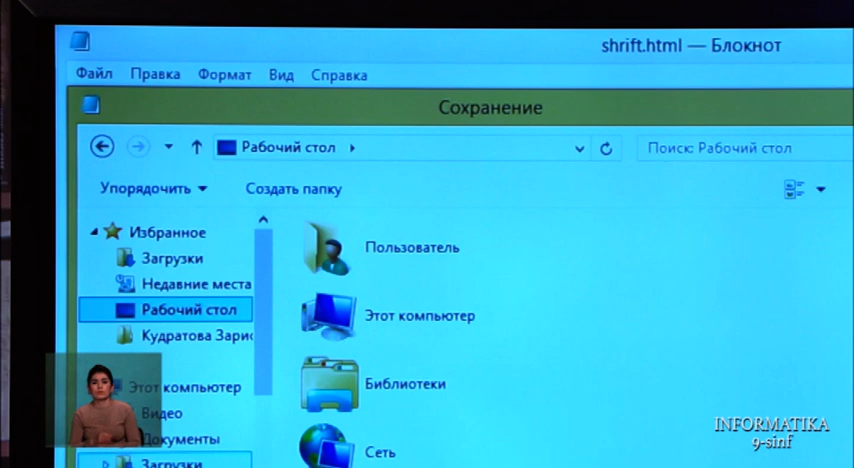 shrift.html — Блокнот
Файл Правка Формат Вид Справка
Сохранение
Рабочий стол
Поиск: Рабочий стол
Упорядочить Создать папку
Избранное
Загрузки
Недавние места
Рабочий стол
Кудратова Зарис
Этот компьютер
Видео
Документы
Загрузки
Пользователь
Этот компьютер
Библиотеки
Сеть
INFORMATIKA
9-sinf